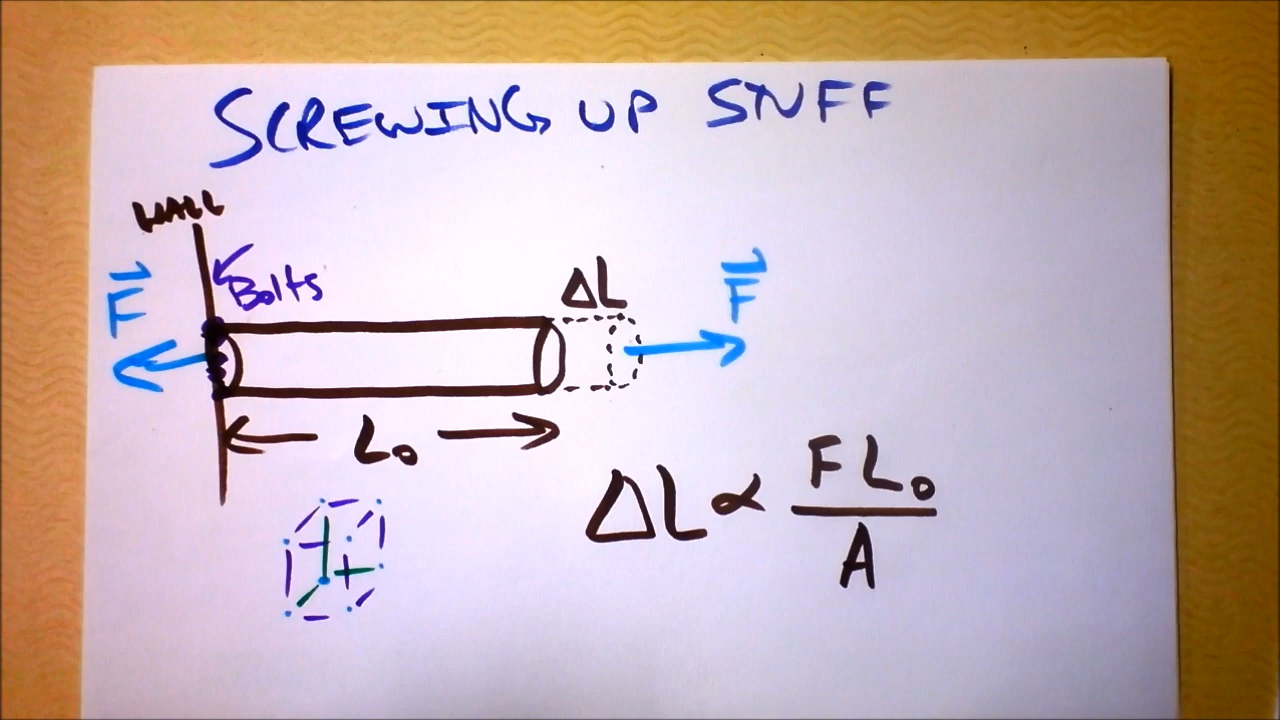 SCREWING UP STUFF
WALL
Bolts
F⃗
ΔL
F⃗
L₀
ΔL ∝ FL₀
A